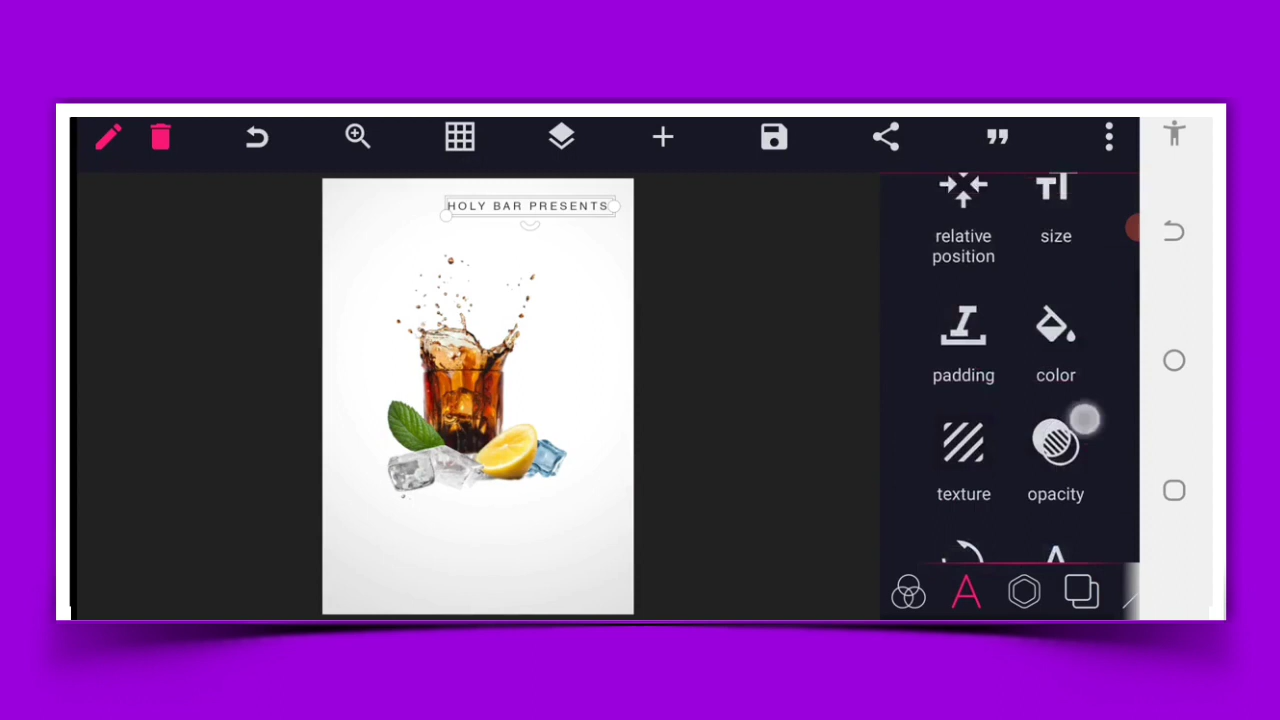 HOLY BAR PRESENTS
relative
position
size
padding
color
texture
opacity